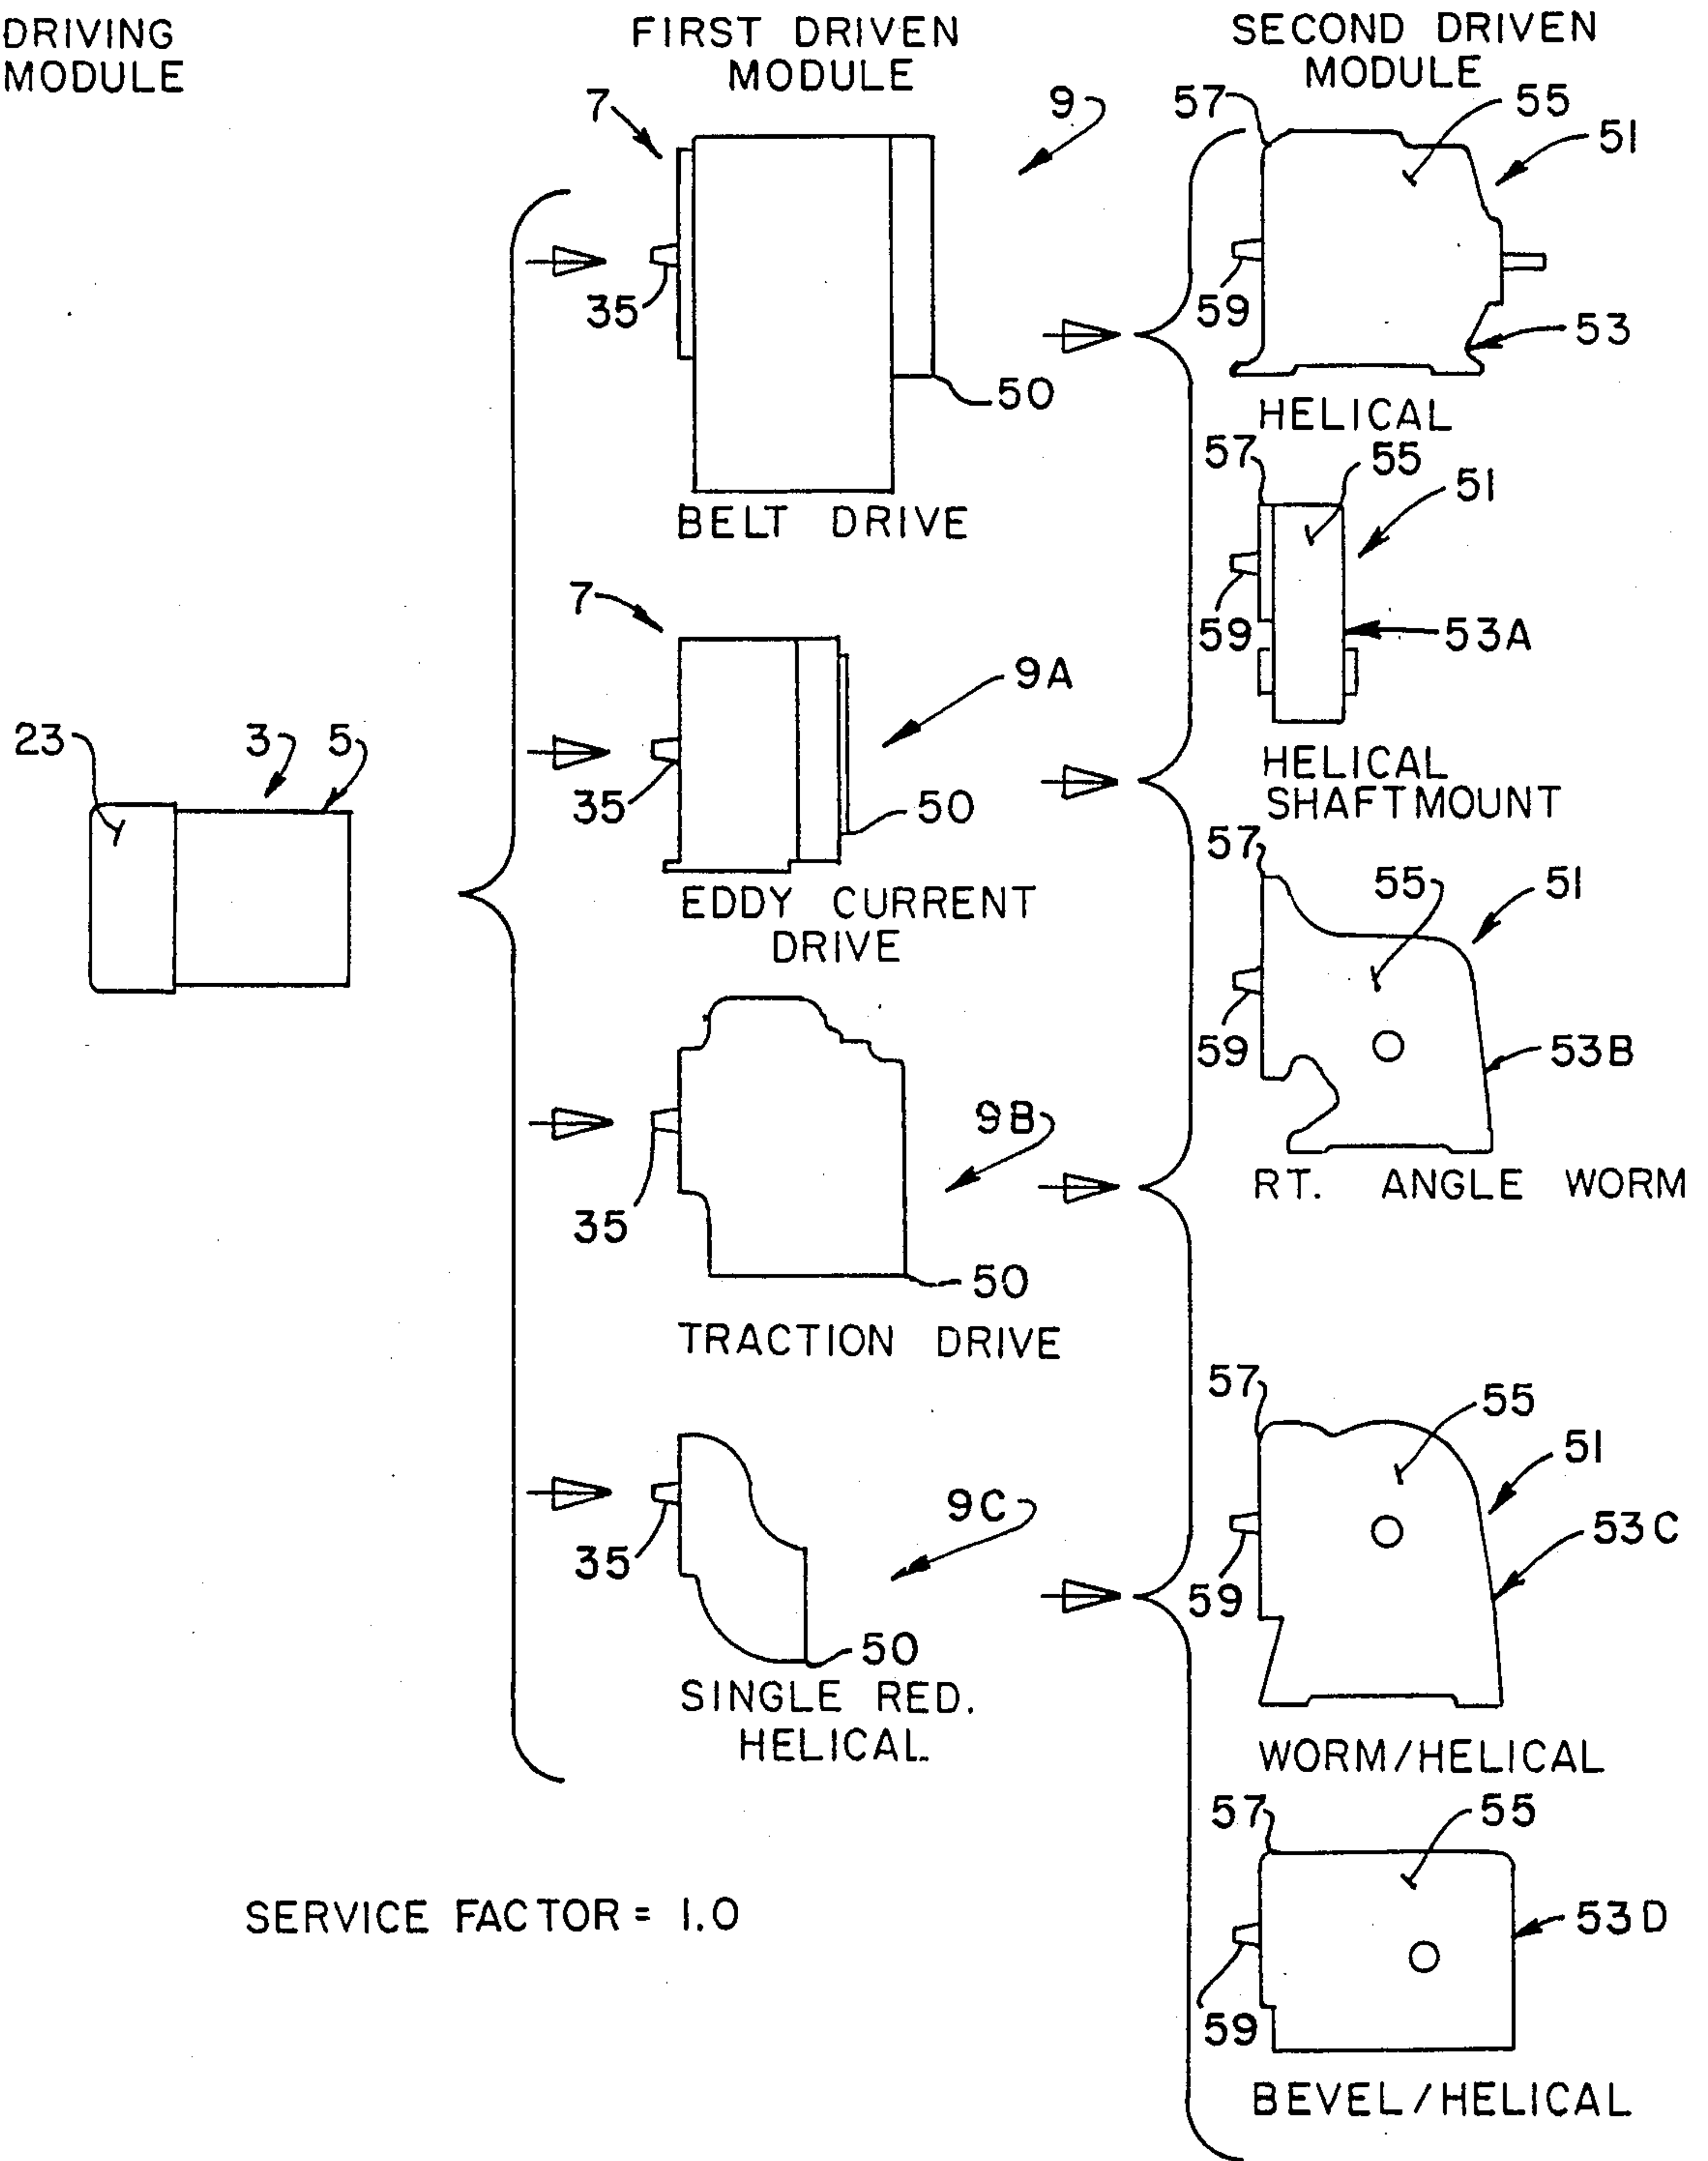 DRIVING
MODULE
FIRST DRIVEN
MODULE
SECOND DRIVEN
MODULE
7
9
57
55
51
35
59
53
50
HELICAL
BELT DRIVE
57
55
51
59
53A
HELICAL
SHAFTMOUNT
7
9A
23
3
5
35
50
EDDY CURRENT
DRIVE
57
55
51
59
53B
RT. ANGLE WORM
9B
35
50
TRACTION DRIVE
57
55
51
53C
59
WORM/HELICAL
9C
35
50
SINGLE RED.
HELICAL
57
55
53D
59
BEVEL/HELICAL
SERVICE FACTOR = 1.0